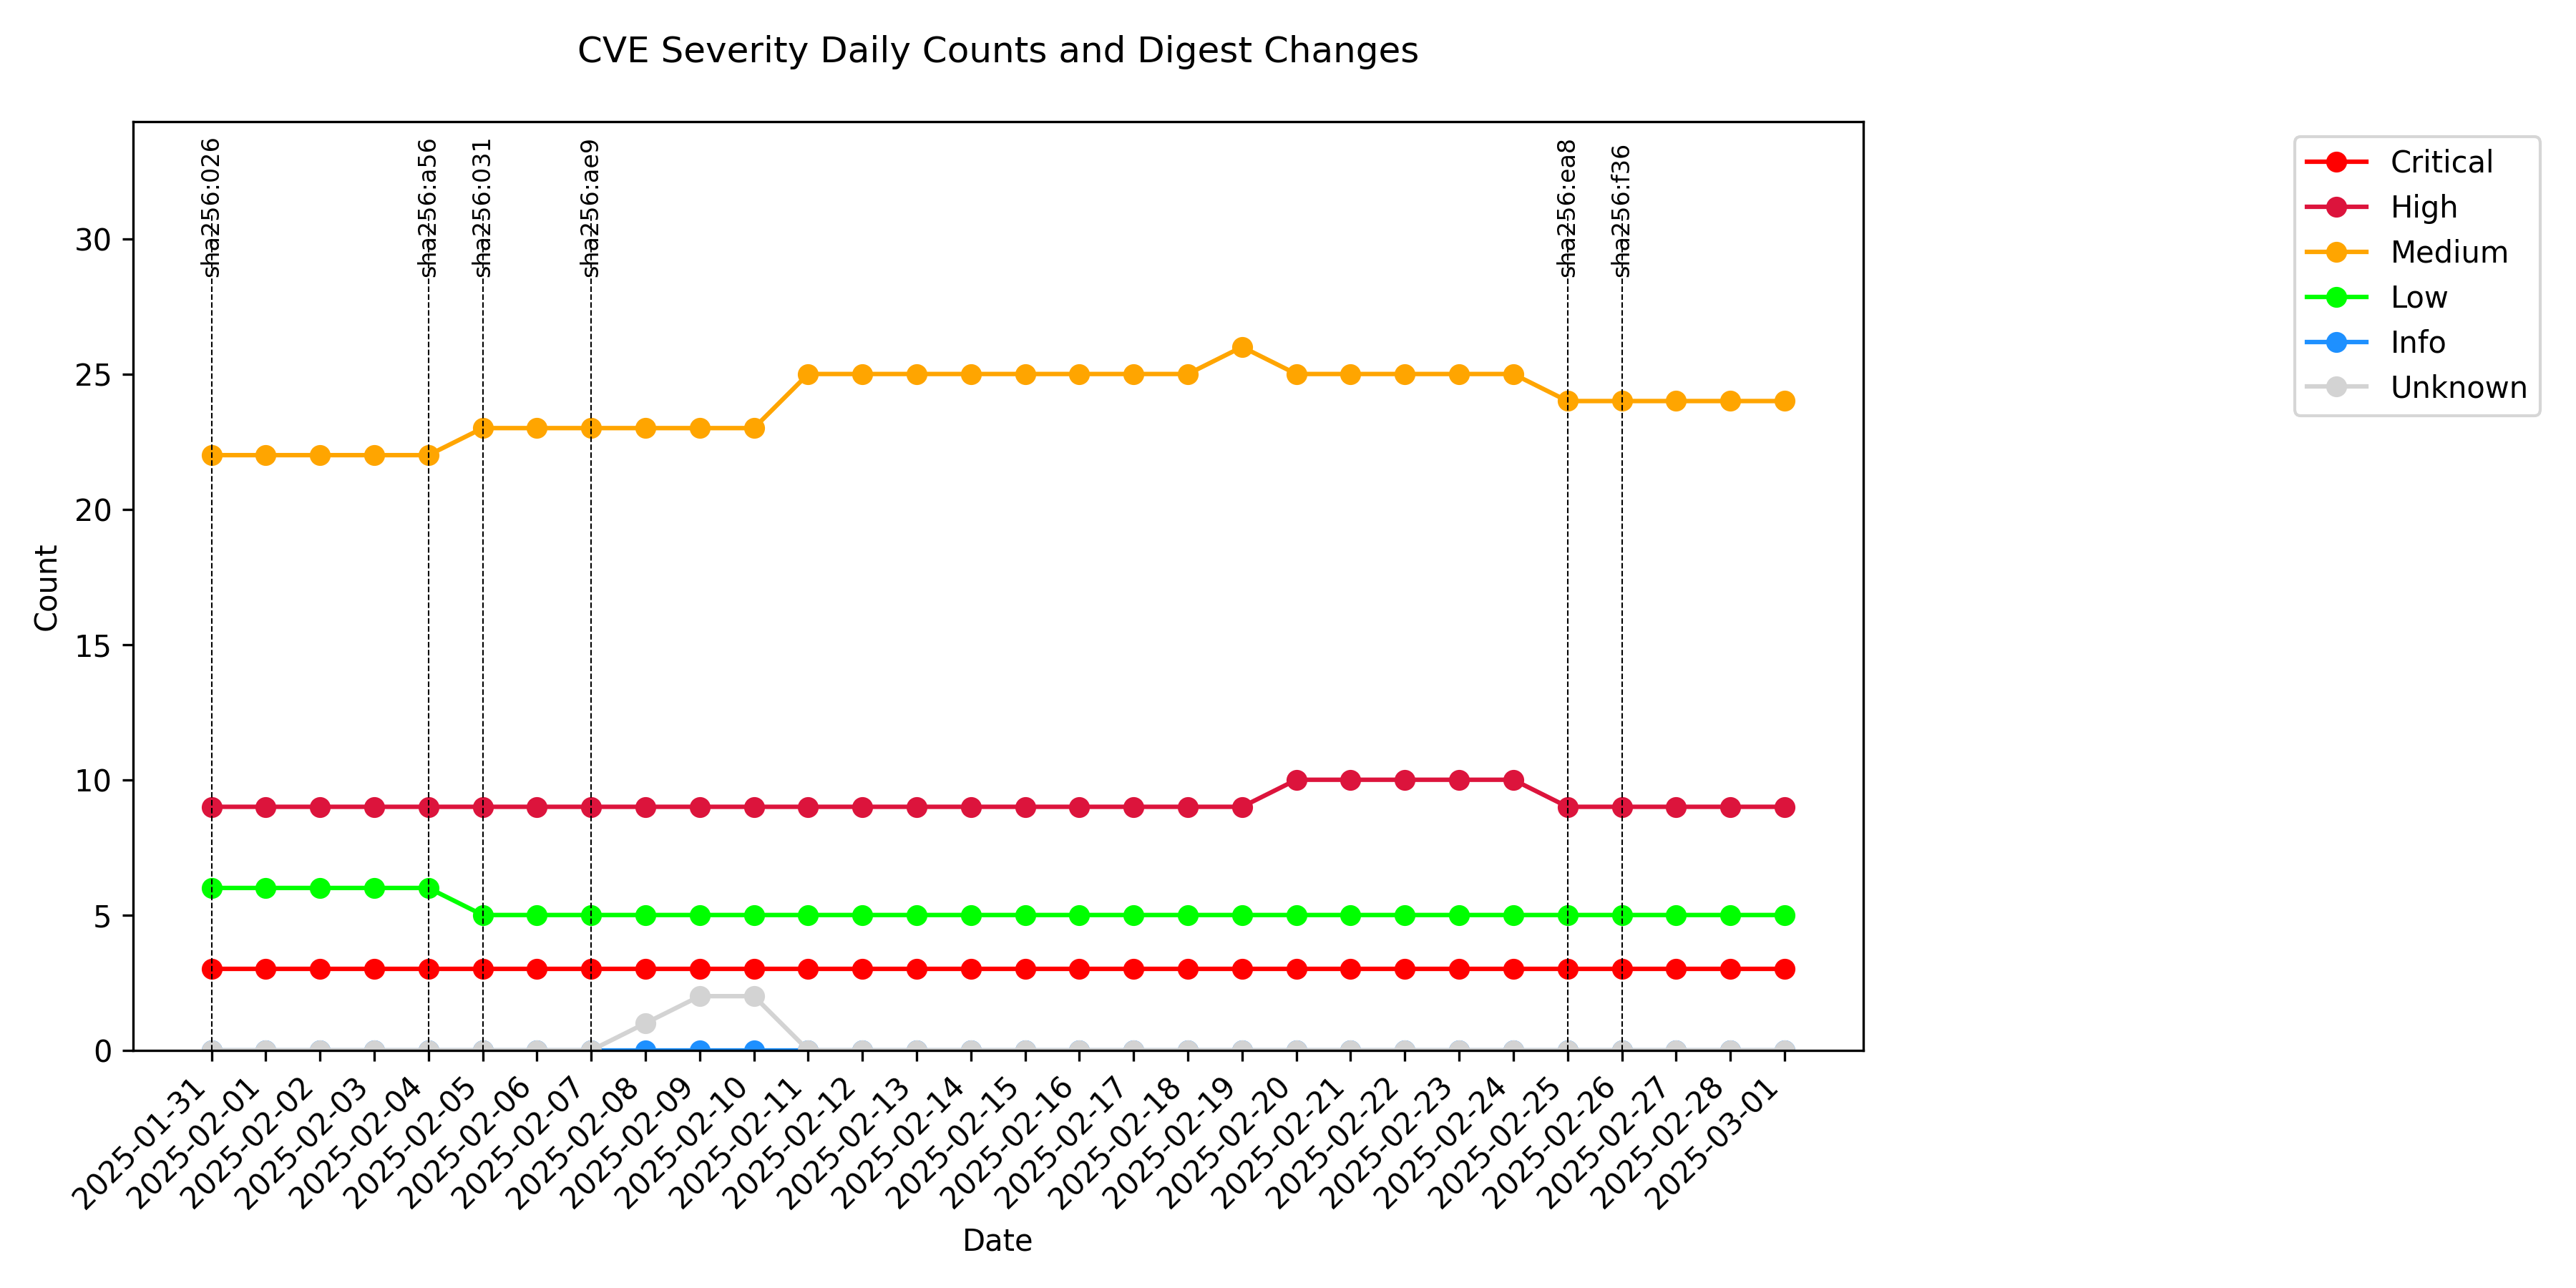 CVE Severity Daily Counts and Digest Changes
sha256:026
sha256:a56
sha256:031
sha256:ae9
sha256:ea8
sha256:f36
Critical
High
Medium
Low
Info
Unknown
Count
30
25
20
15
10
5
0
2025-01-31
2025-02-01
2025-02-02
2025-02-03
2025-02-04
2025-02-05
2025-02-06
2025-02-07
2025-02-08
2025-02-09
2025-02-10
2025-02-11
2025-02-12
2025-02-13
2025-02-14
2025-02-15
2025-02-16
2025-02-17
2025-02-18
2025-02-19
2025-02-20
2025-02-21
2025-02-22
2025-02-23
2025-02-24
2025-02-25
2025-02-26
2025-02-27
2025-02-28
2025-03-01
Date